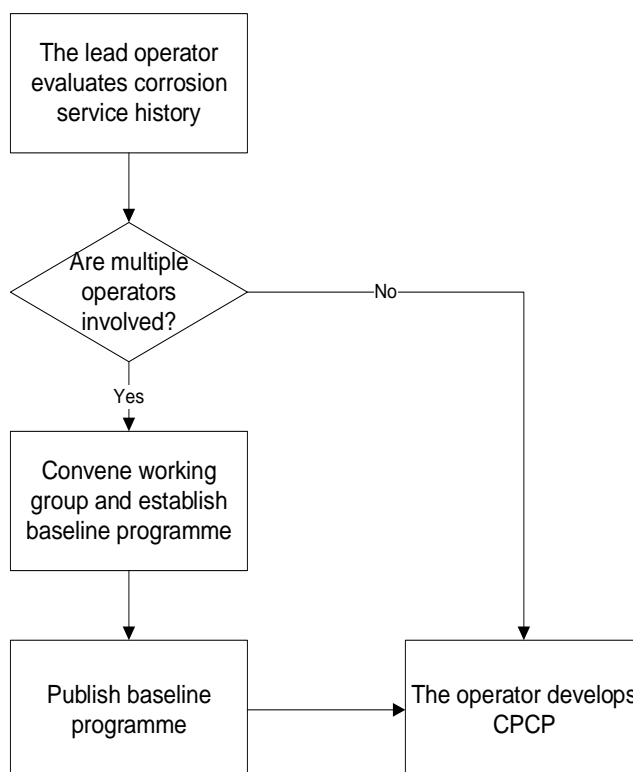 The lead operator
evaluates corrosion
service history
Are multiple
operators
involved?
No
Yes
Convene working
group and establish
baseline programme
Publish baseline
programme
The operator develops
CPCP